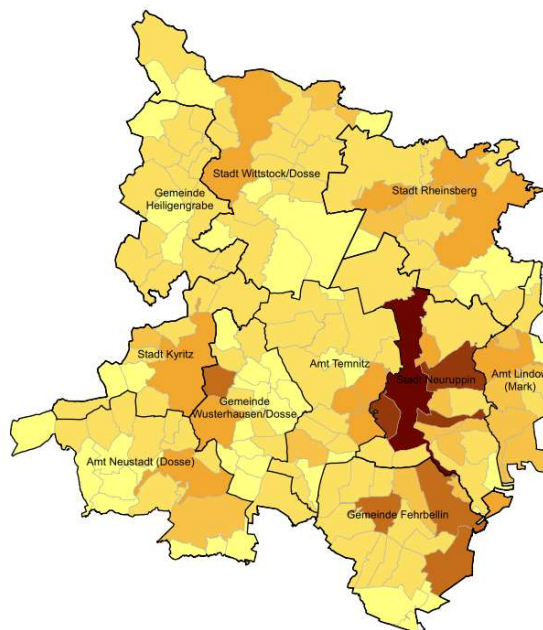 Stadt Wittstock/Dosse
Gemeinde
Heiligengrabe
Stadt Rheinsberg
Stadt Kyritz
Amt Temnitz
Stadt Neuruppin
Amt Lindow
(Mark)
Gemeinde
Wusterhausen/Dosse
Amt Neustadt (Dosse)
Gemeinde Fehrbellin